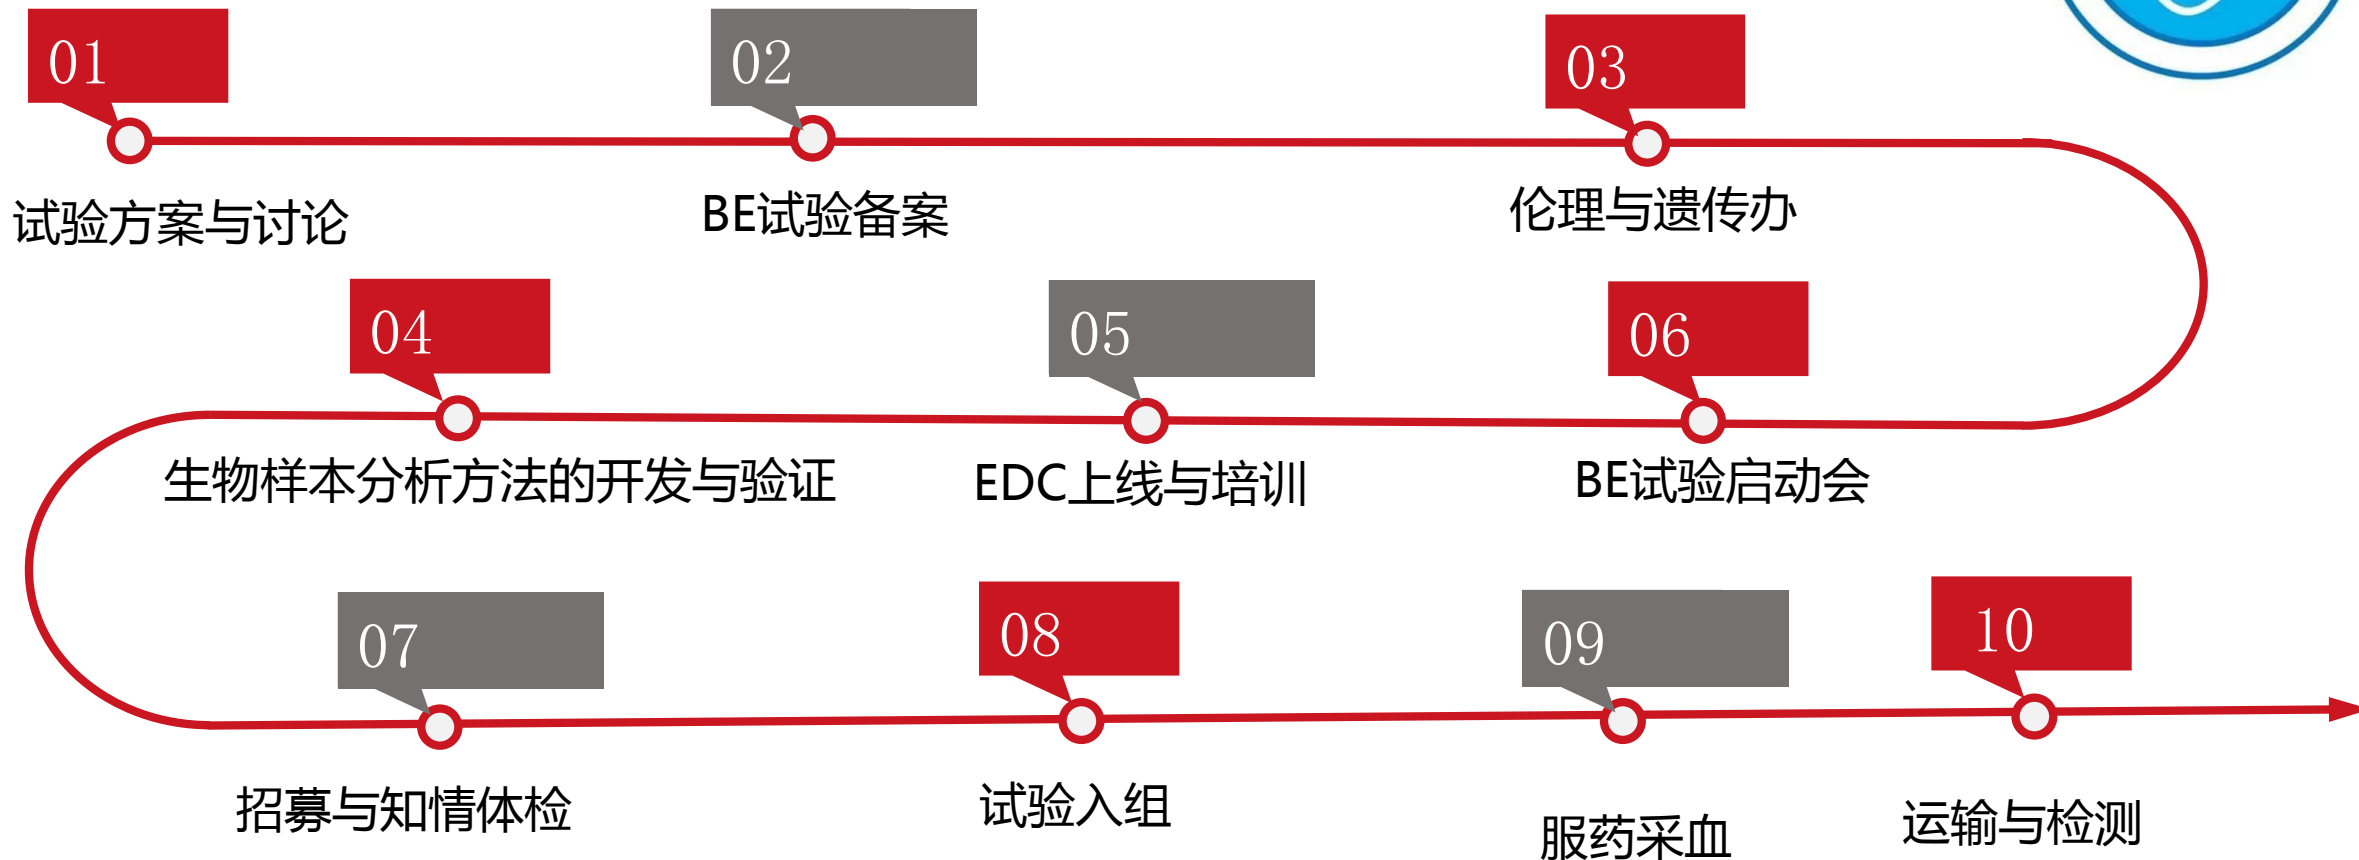 01
02
03
试验方案与讨论
BE试验备案
伦理与遗传办
04
05
06
生物样本分析方法的开发与验证
EDC上线与培训
BE试验启动会
07
08
09
10
招募与知情体检
试验入组
服药采血
运输与检测